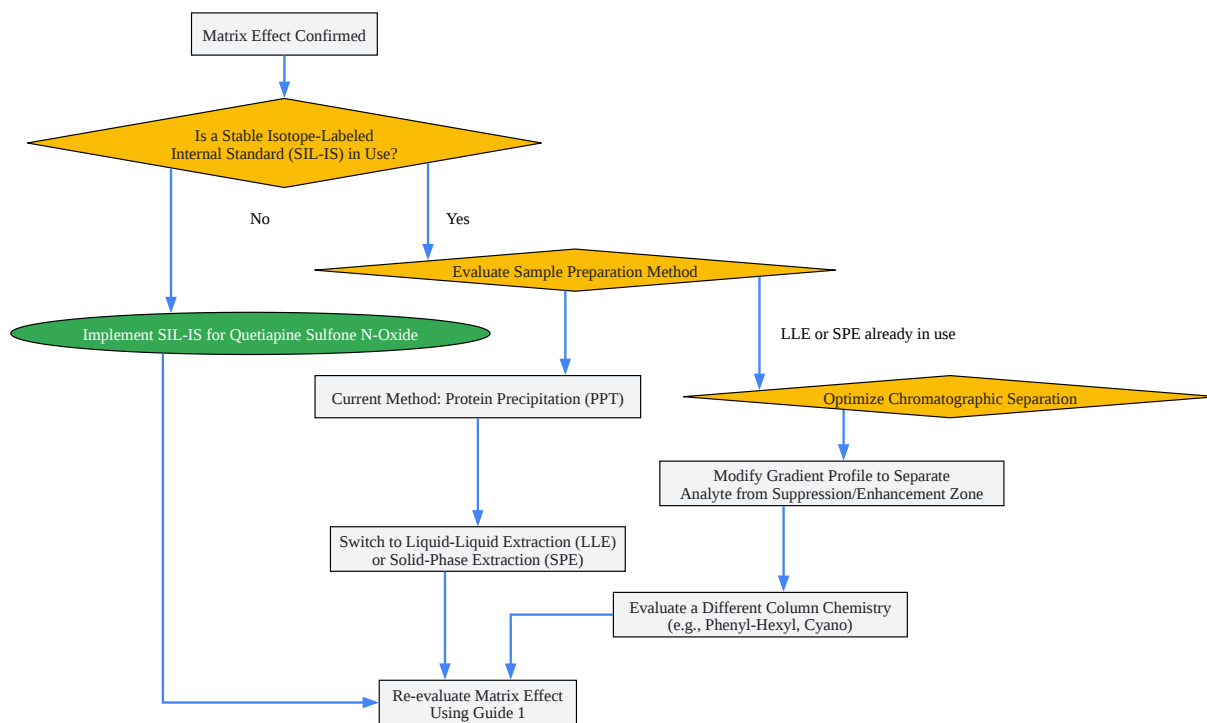 Matrix Effect Confirmed
Is a Stable Isotope-Labeled
Internal Standard (SIL-IS) in Use?
No
Yes
Evaluate Sample Preparation Method
Implement SIL-IS for Quetiapine Sulfone N-Oxide
LLE or SPE already in use
Current Method: Protein Precipitation (PPT)
Optimize Chromatographic Separation
Modify Gradient Profile to Separate
Analyte from Suppression/Enhancement Zone
Switch to Liquid-Liquid Extraction (LLE)
or Solid-Phase Extraction (SPE)
Evaluate a Different Column Chemistry
(e.g., Phenyl-Hexyl, Cyano)
Re-evaluate Matrix Effect
Using Guide 1